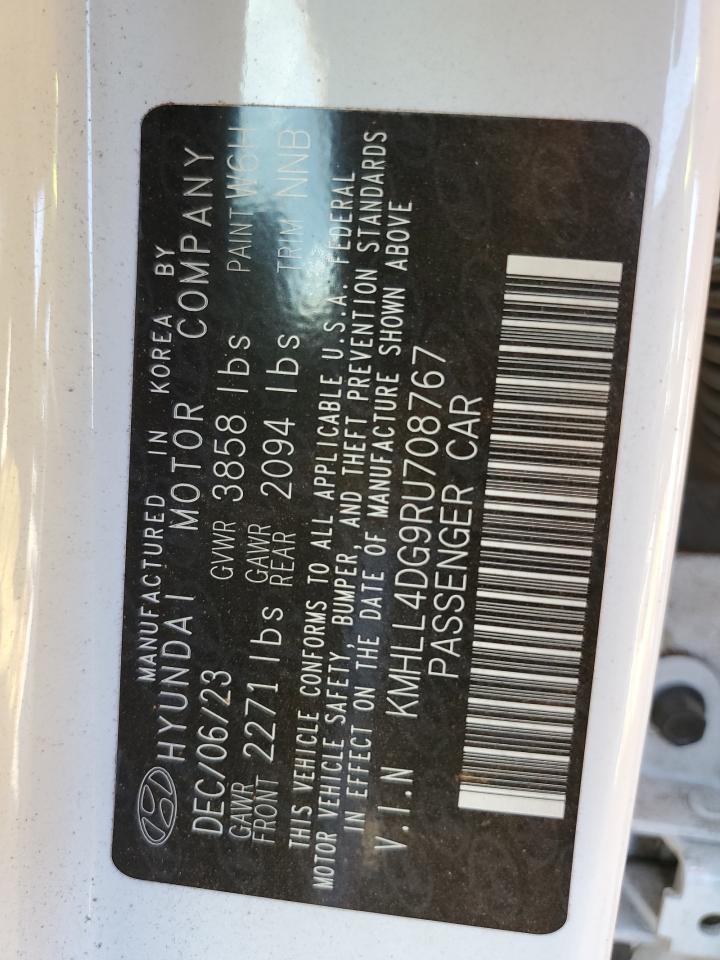 MANUFACTURED IN KOREA BY
HYUNDAI MOTOR COMPANY
DEC/06/23 GVWR 3858 lbs PAINT W6H
GAWR FRONT 2271 lbs GAWR REAR 2094 lbs TRIM NNB
THIS VEHICLE CONFORMS TO ALL APPLICABLE U.S.A. FEDERAL
MOTOR VEHICLE SAFETY, BUMPER, AND THEFT PREVENTION STANDARDS
IN EFFECT ON THE DATE OF MANUFACTURE SHOWN ABOVE
V.I.N KMHLL4DG9RU708767
PASSENGER CAR